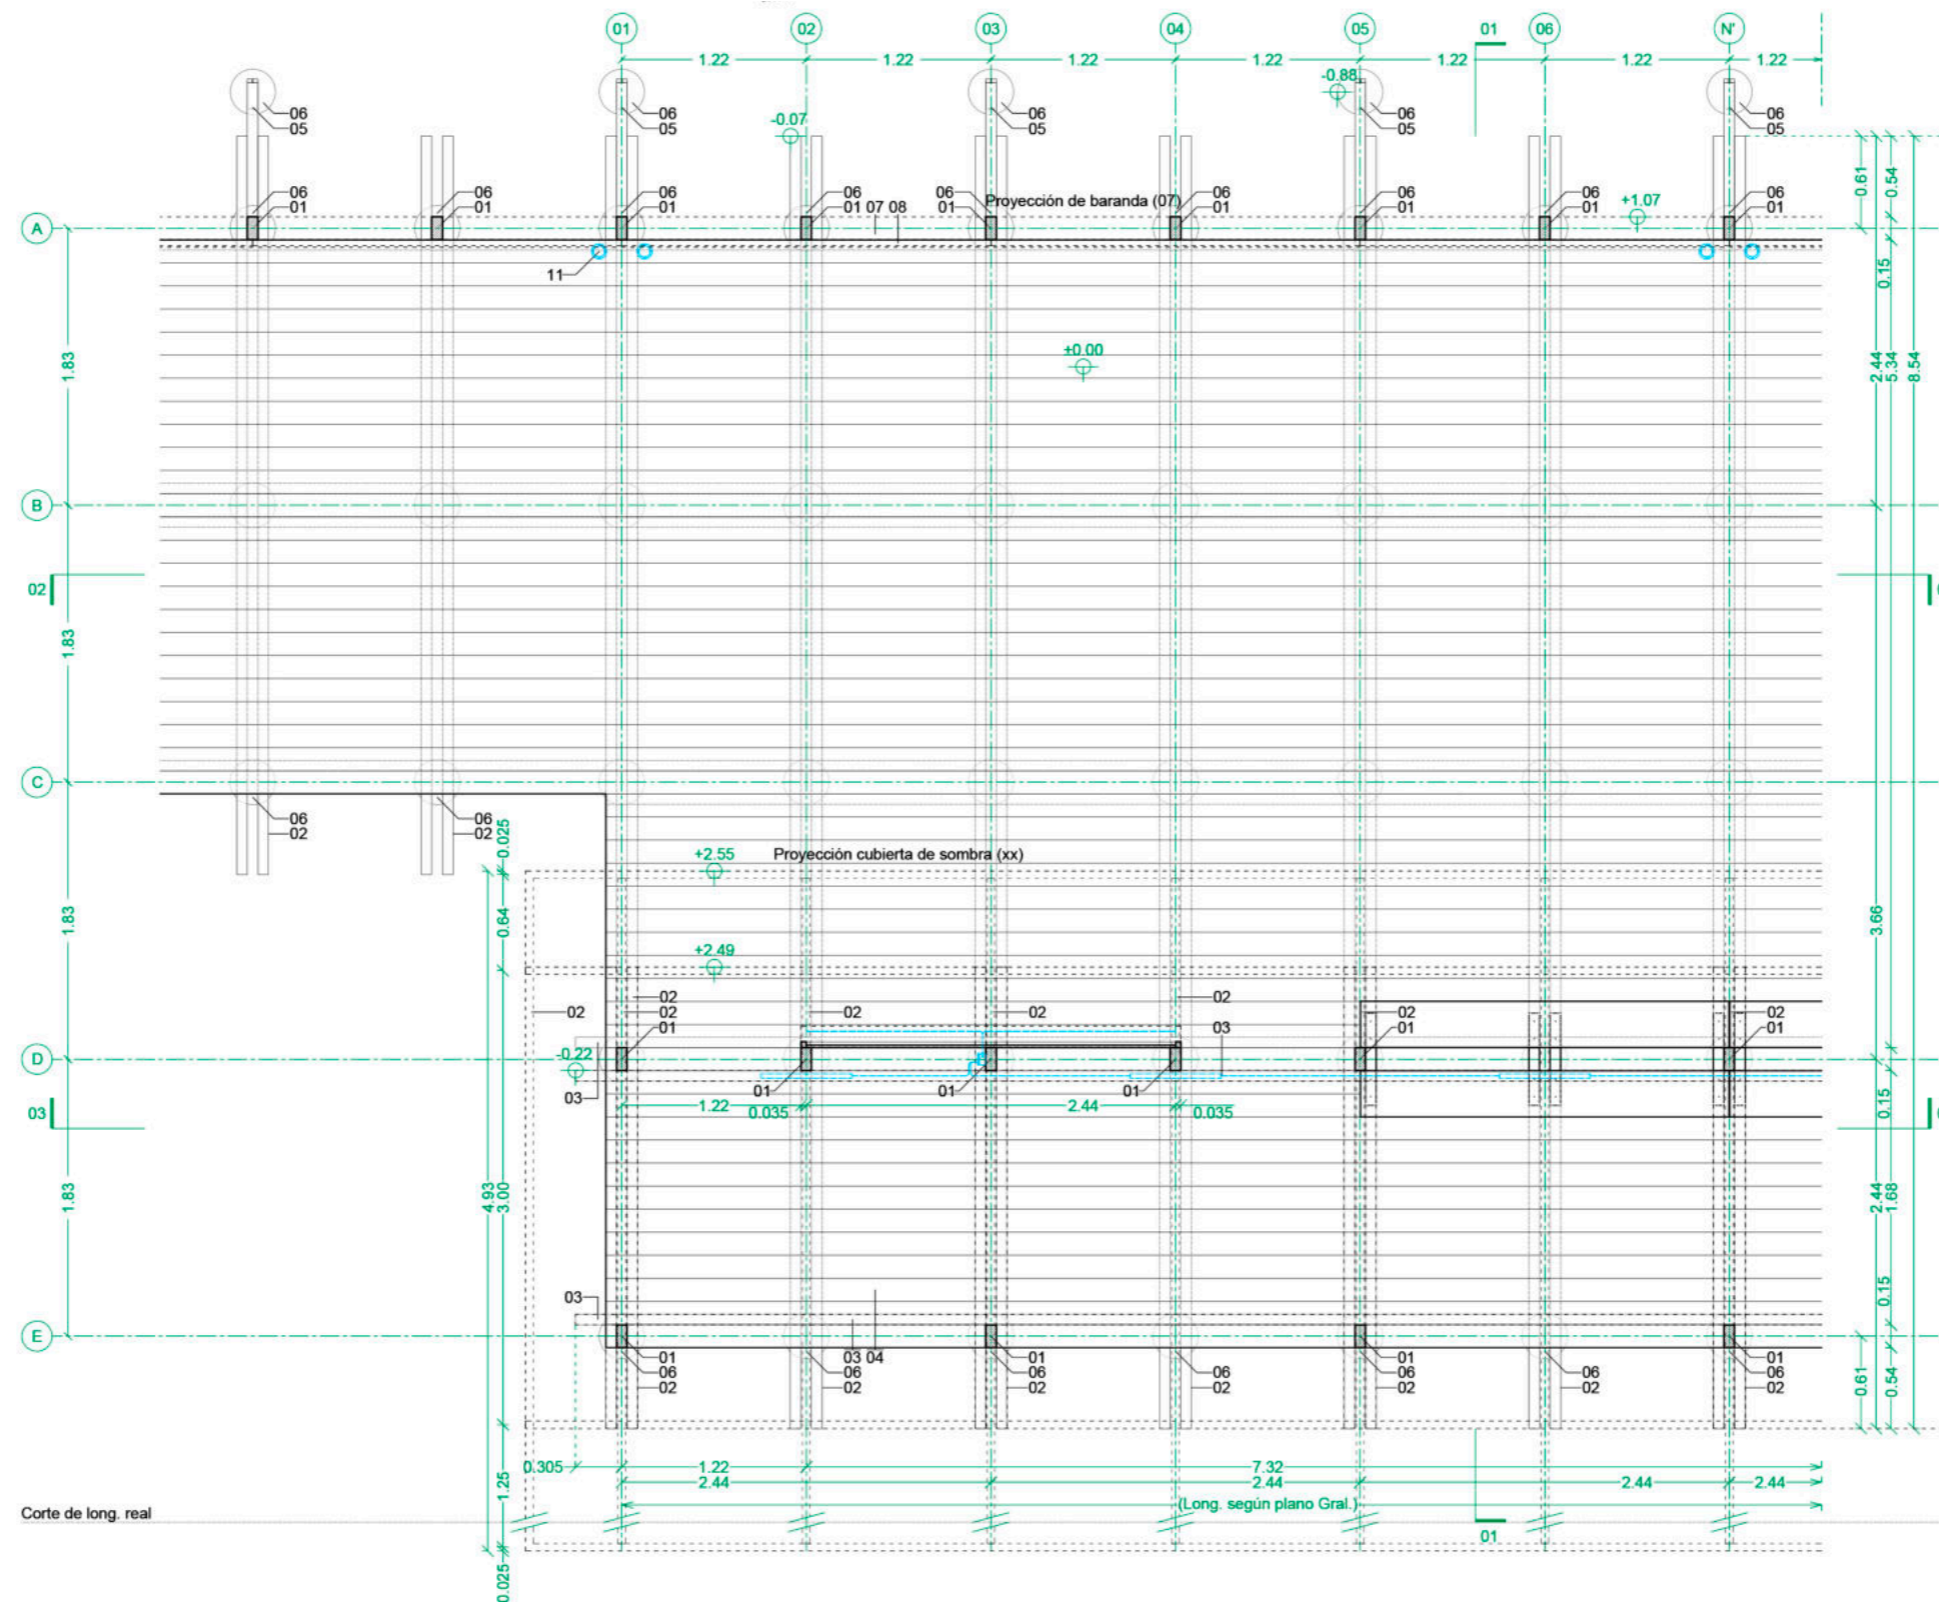 01 02 03 04 05 01 06 N'
1.22 1.22 1.22 1.22 1.22 1.22 1.22
-0.88
06 06 06 06 06
05 05 05 05 05
-0.07
06 06 06 06 06 06 06 06 06 06
01 01 01 01 07 08 01 01 01 01 01
Proyección de baranda (07)
+1.07
0.61 0.54
A
11
0.15
1.83
+0.00
2.44 5.34 8.54
B
02
1.83
C
06 06
02 02
0.025
+2.55 Proyección cubierta de sombra (xx)
1.83
0.64
3.66
+2.49
02 02 02 02 02 02 02 02
01 03 01 01
D
-0.22
01 01 01
03
1.22 0.035 2.44 0.035
0.15
03
1.83
4.93 3.00
2.44 1.68
03
0.15
E
01 03 04 01 01 01
06 06 06 06 06 06 06
02 02 02 02 02 02 02
0.61 0.54
0.305 1.22 7.32
2.44 2.44 2.44 2.44
1.25
(Long. según plano Gral.)
Corte de long. real
01
0.025